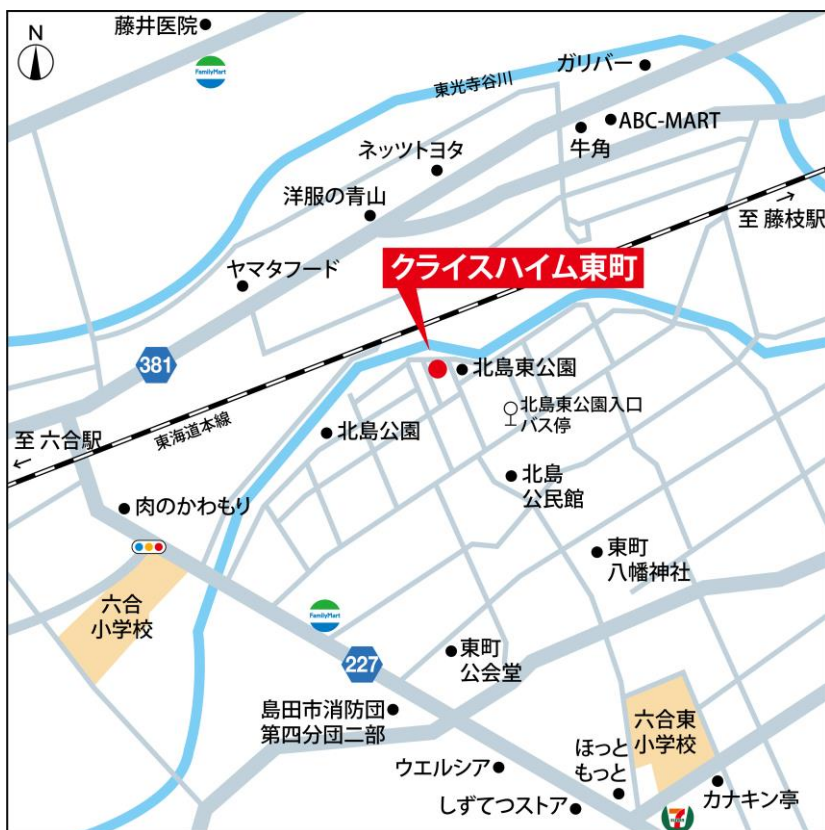 N
藤井医院
FamilyMart
東光寺谷川
ガリバー
ABC-MART
牛角
ネッツトヨタ
洋服の青山
至 藤枝駅
→
ヤマタフード
クライスハイム東町
381
北島東公園
北島東公園入口
バス停
東海道本線
北島公園
至 六合駅
←
北島
公民館
肉のかわもり
東町
八幡神社
六合
小学校
FamilyMart
227
東町
公会堂
島田市消防団
第四分団二部
六合東
小学校
ほっと
もっと
ウエルシア
カナキン亭
しずてつストア
7